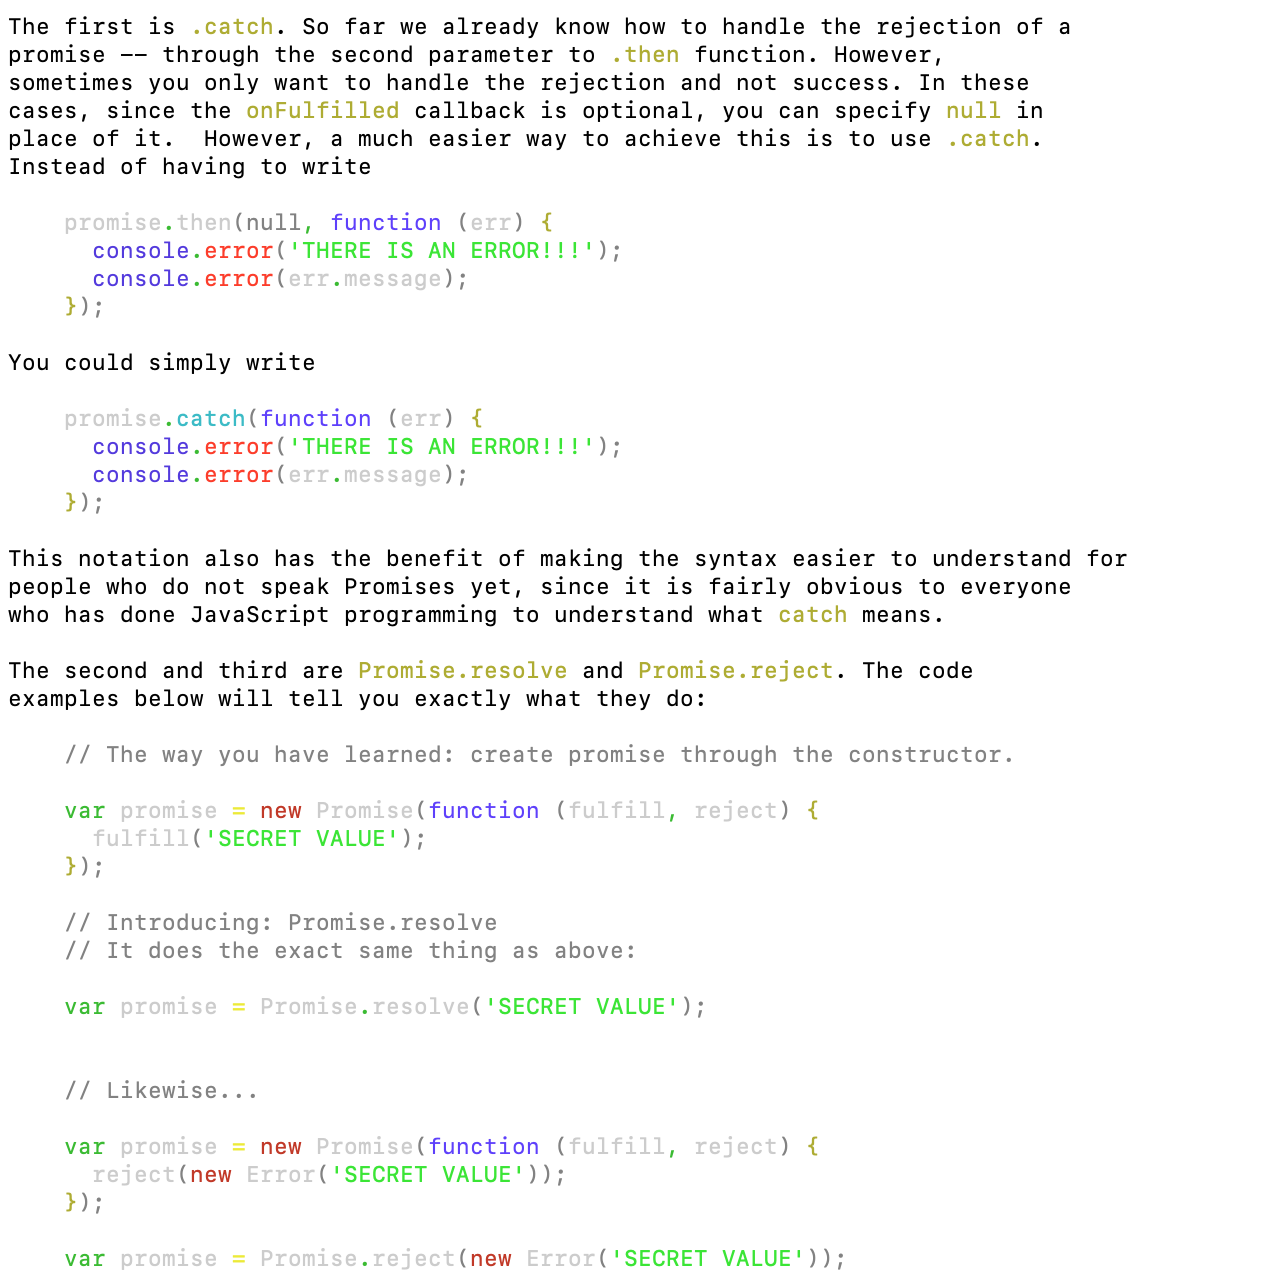 The first is .catch. So far we already know how to handle the rejection of a
promise -- through the second parameter to .then function. However,
sometimes you only want to handle the rejection and not success. In these
cases, since the onFulfilled callback is optional, you can specify null in
place of it.  However, a much easier way to achieve this is to use .catch.
Instead of having to write

    promise.then(null, function (err) {
      console.error('THERE IS AN ERROR!!!');
      console.error(err.message);
    });

You could simply write

    promise.catch(function (err) {
      console.error('THERE IS AN ERROR!!!');
      console.error(err.message);
    });

This notation also has the benefit of making the syntax easier to understand for
people who do not speak Promises yet, since it is fairly obvious to everyone
who has done JavaScript programming to understand what catch means.

The second and third are Promise.resolve and Promise.reject. The code
examples below will tell you exactly what they do:

    // The way you have learned: create promise through the constructor.

    var promise = new Promise(function (fulfill, reject) {
      fulfill('SECRET VALUE');
    });

    // Introducing: Promise.resolve
    // It does the exact same thing as above:

    var promise = Promise.resolve('SECRET VALUE');


    // Likewise...

    var promise = new Promise(function (fulfill, reject) {
      reject(new Error('SECRET VALUE'));
    });

    var promise = Promise.reject(new Error('SECRET VALUE'));